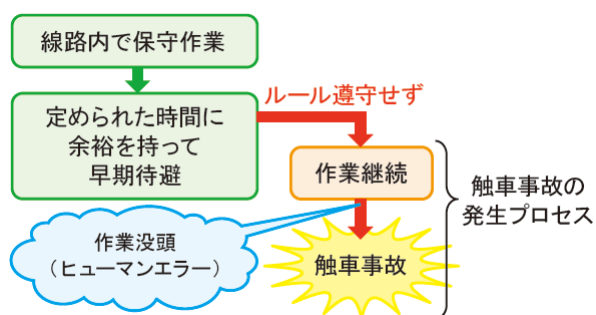 線路内で保守作業
ルール遵守せず
定められた時間に
余裕を持って
早期待避
作業継続
触車事故の
発生プロセス
作業没頭
（ヒューマンエラー）
触車事故